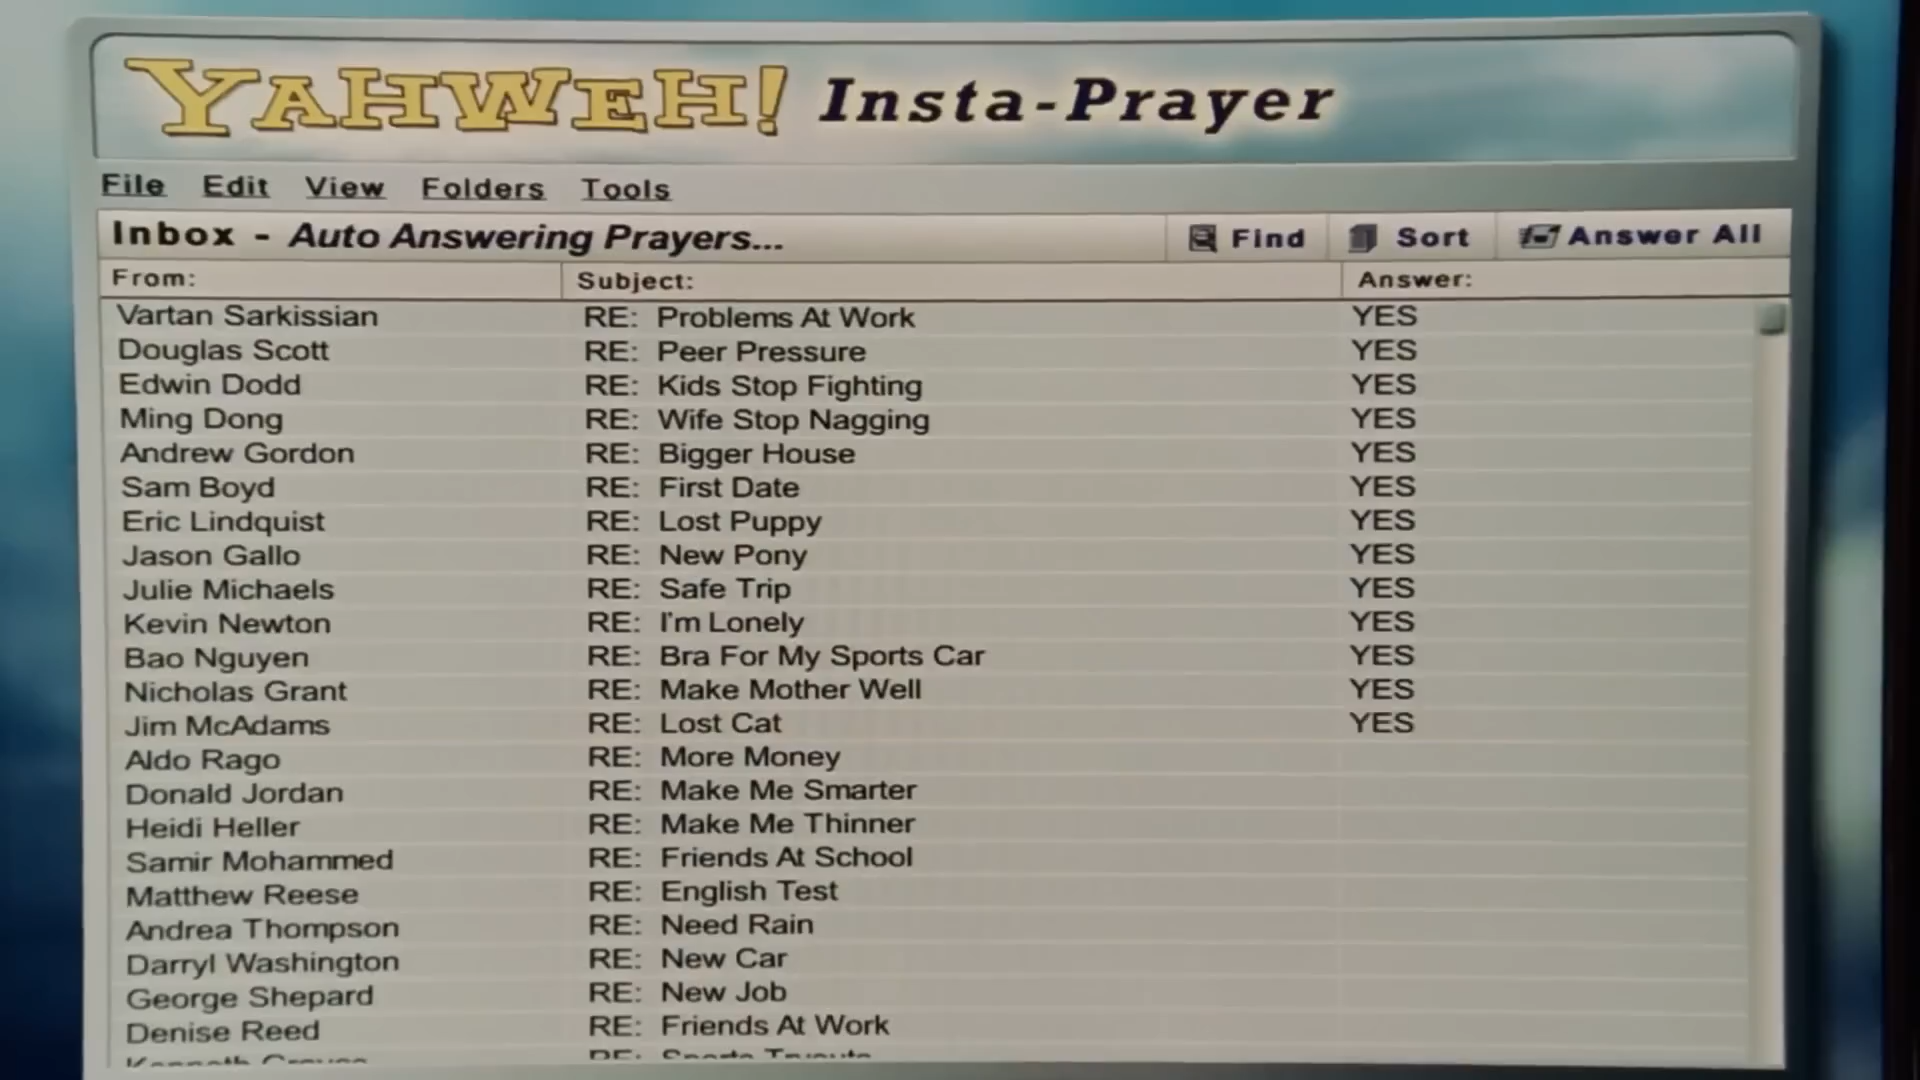 YAHWEH! Insta-Prayer
File Edit View Folders Tools
Inbox - Auto Answering Prayers... Find Sort Answer All
From: Subject: Answer:
Vartan Sarkissian RE: Problems At Work YES
Douglas Scott RE: Peer Pressure YES
Edwin Dodd RE: Kids Stop Fighting YES
Ming Dong RE: Wife Stop Nagging YES
Andrew Gordon RE: Bigger House YES
Sam Boyd RE: First Date YES
Eric Lindquist RE: Lost Puppy YES
Jason Gallo RE: New Pony YES
Julie Michaels RE: Safe Trip YES
Kevin Newton RE: I'm Lonely YES
Bao Nguyen RE: Bra For My Sports Car YES
Nicholas Grant RE: Make Mother Well YES
Jim McAdams RE: Lost Cat YES
Aldo Rago RE: More Money
Donald Jordan RE: Make Me Smarter
Heidi Heller RE: Make Me Thinner
Samir Mohammed RE: Friends At School
Matthew Reese RE: English Test
Andrea Thompson RE: Need Rain
Darryl Washington RE: New Car
George Shepard RE: New Job
Denise Reed RE: Friends At Work